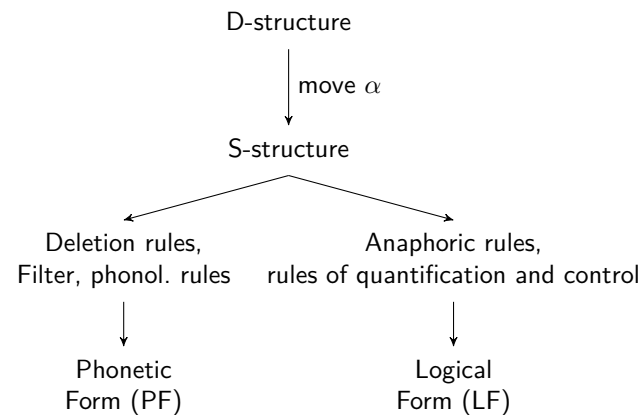 D-structure
move α
S-structure
Deletion rules,
Filter, phonol. rules
Anaphoric rules,
rules of quantification and control
Phonetic
Form (PF)
Logical
Form (LF)